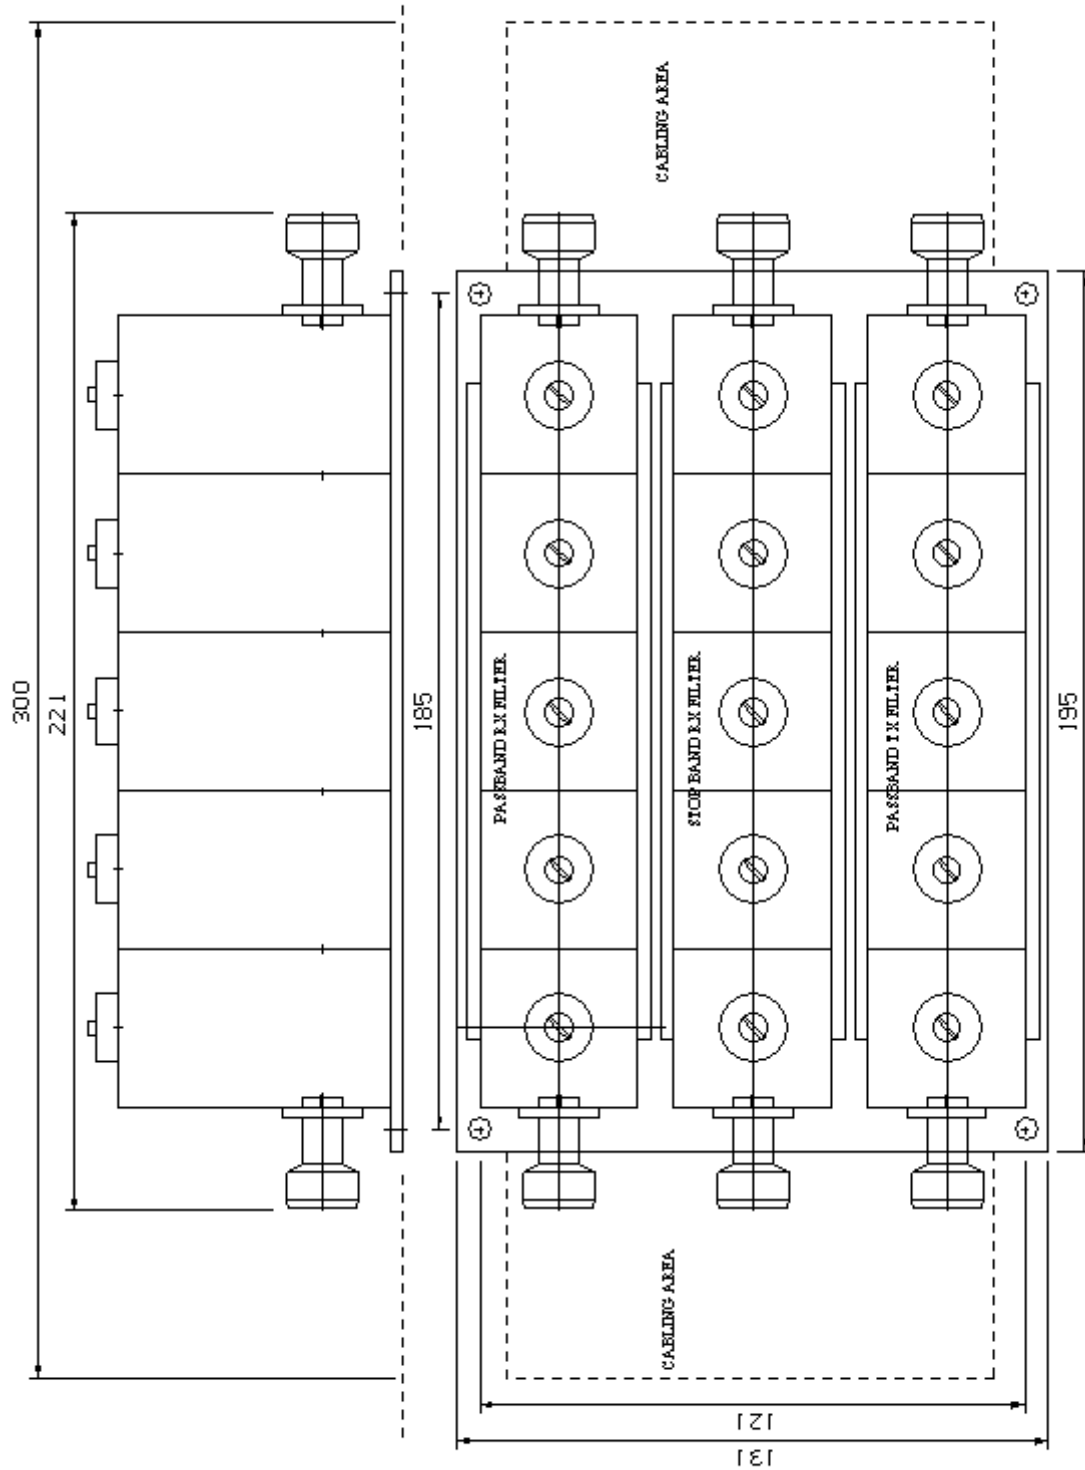 300
221
CABLING AREA
185
PASSBAND RX FILTER
STOP BAND RX FILTER
PASSBAND TX FILTER
195
CABLING AREA
121
131